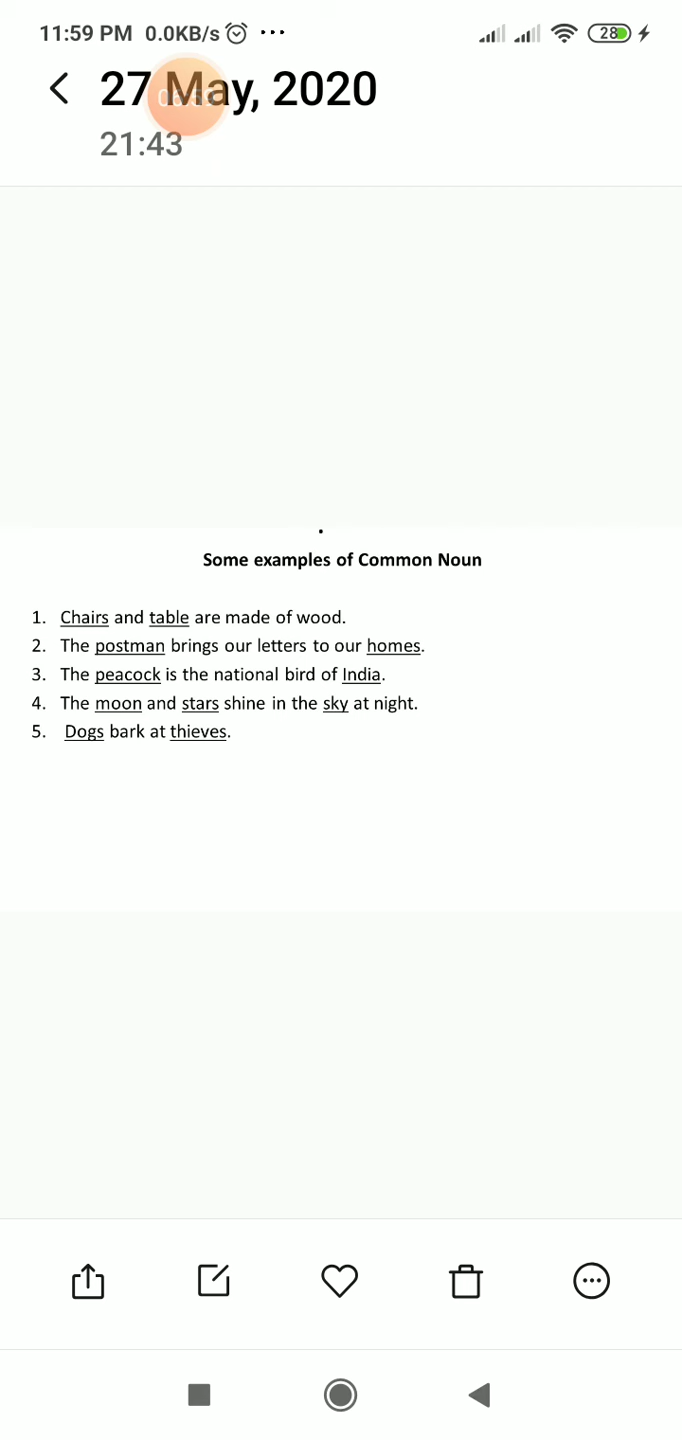 11:59 PM 0.0KB/s
28
27 May, 2020
21:43
Some examples of Common Noun
1. Chairs and table are made of wood.
2. The postman brings our letters to our homes.
3. The peacock is the national bird of India.
4. The moon and stars shine in the sky at night.
5. Dogs bark at thieves.